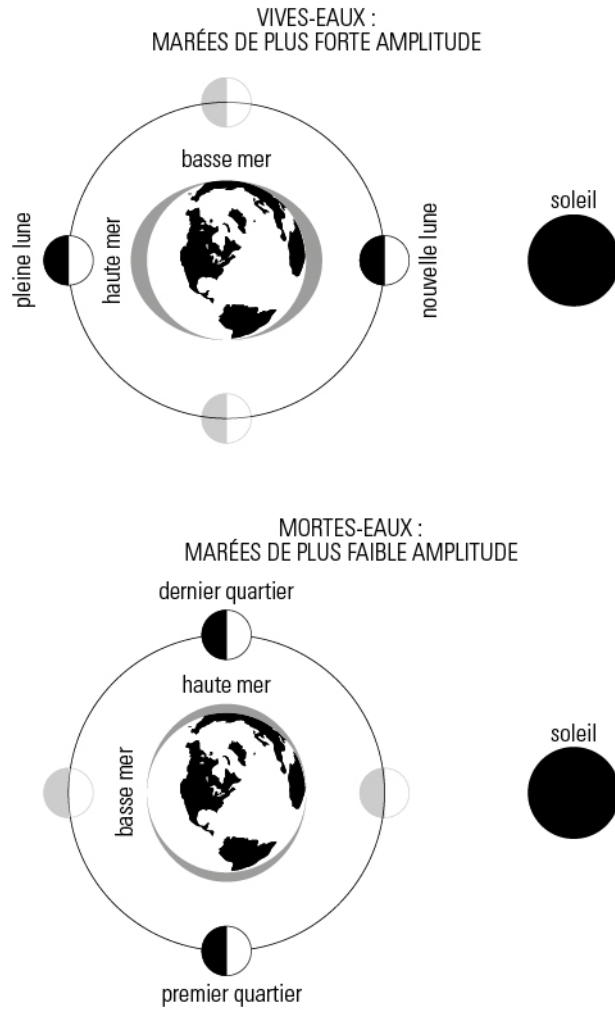 VIVES-EAUX :
MARÉES DE PLUS FORTE AMPLITUDE
basse mer
soleil
pleine lune
haute mer
nouvelle lune
MORTES-EAUX :
MARÉES DE PLUS FAIBLE AMPLITUDE
dernier quartier
haute mer
soleil
basse mer
premier quartier